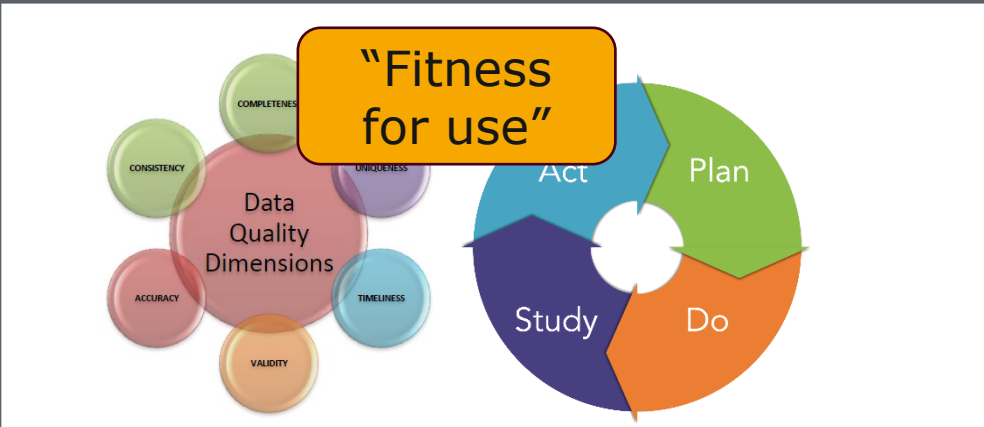 “Fitness
for use”
COMPLETENES
CONSISTENCY
UNIQUENESS
Data
Quality
Dimensions
ACCURACY
TIMELINESS
VALIDITY
Act
Plan
Study
Do